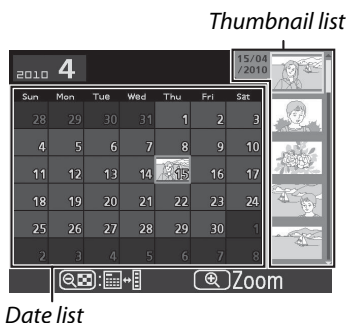 Thumbnail list
2010 4
15/04
/2010
Sun Mon Tue Wed Thu Fri Sat
28 29 30 31 1 2 3
4 5 6 7 8 9 10
11 12 13 14 15 16 17
18 19 20 21 22 23 24
25 26 27 28 29 30 1
2 3 4 5 6 7 8
: Zoom
Date list